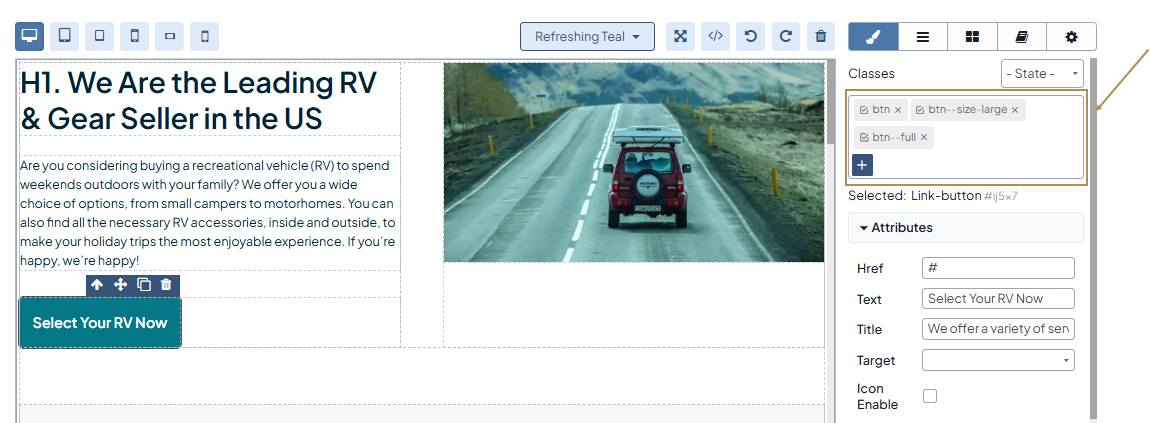 Refreshing Teal
</>
H1. We Are the Leading RV
& Gear Seller in the US
Are you considering buying a recreational vehicle (RV) to spend
weekends outdoors with your family? We offer you a wide
choice of options, from small campers to motorhomes. You can
also find all the necessary RV accessories, inside and outside, to
make your holiday trips the most enjoyable experience. If you're
happy, we're happy!
Select Your RV Now
SUZUKI
Classes
- State -
btn × btn--size-large ×
btn--full ×
+
Selected: Link-button #ij5x7
Attributes
Href #
Text Select Your RV Now
Title We offer a variety of serv
Target
Icon
Enable